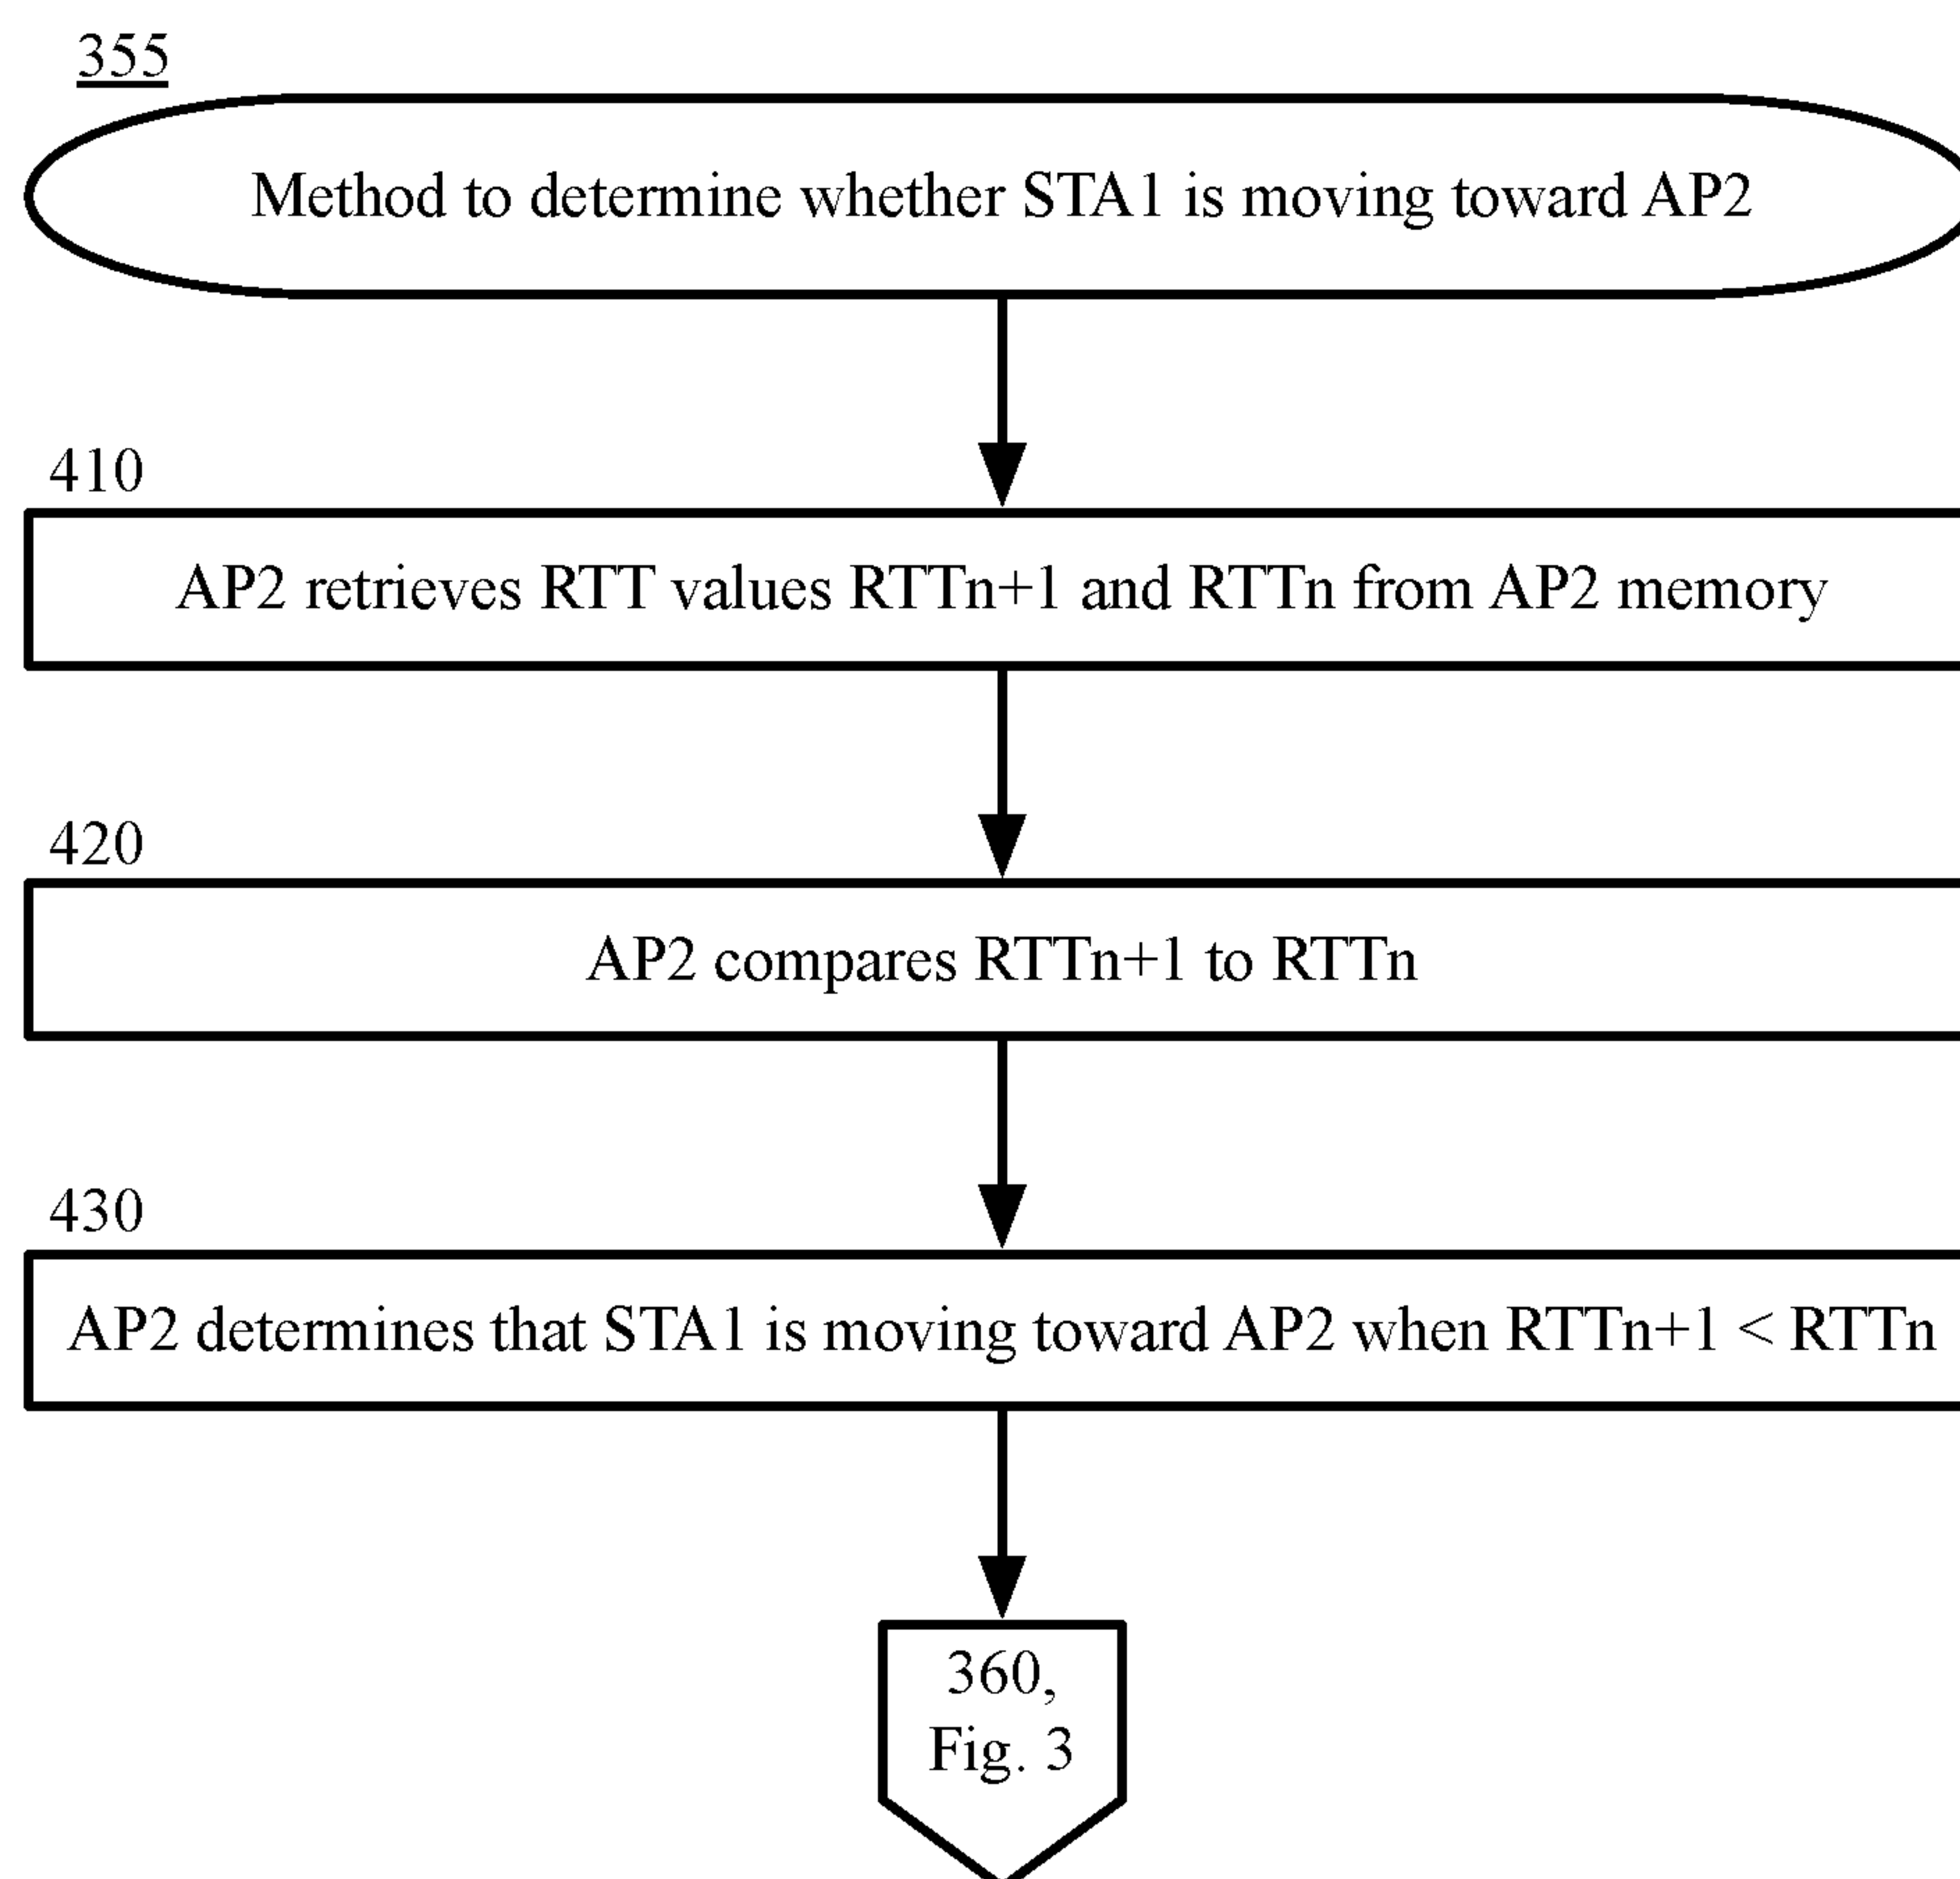 355
Method to determine whether STA1 is moving toward AP2
410
AP2 retrieves RTT values RTTn+1 and RTTn from AP2 memory
420
AP2 compares RTTn+1 to RTTn
430
AP2 determines that STA1 is moving toward AP2 when RTTn+1 < RTTn
360,
Fig. 3